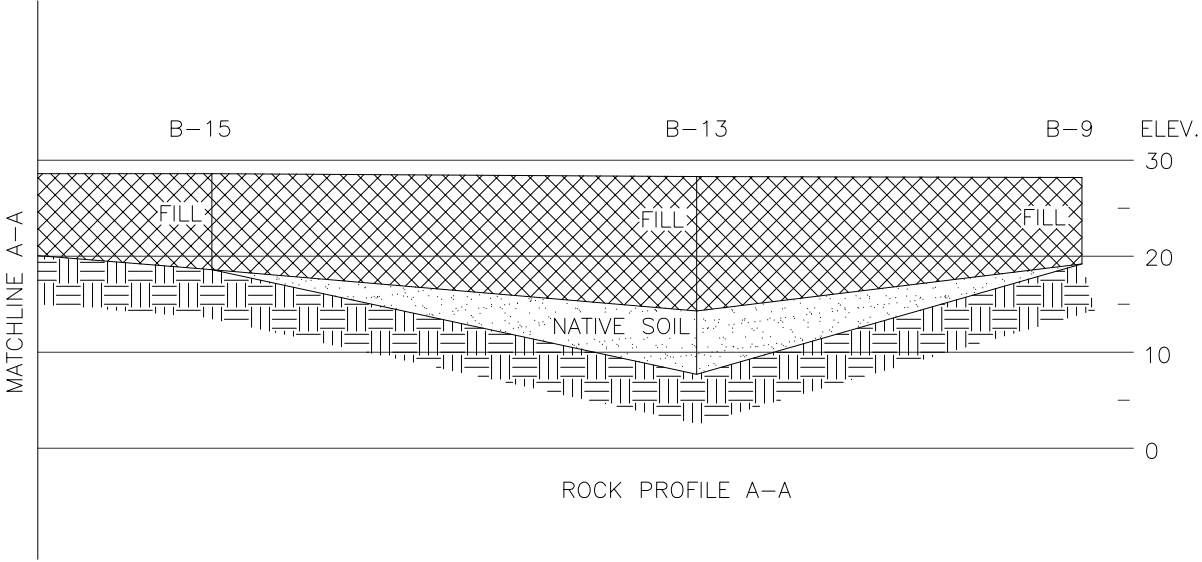 B-15 B-13 B-9 ELEV.
30
FILL FILL FILL
20
NATIVE SOIL
10
0
MATCHLINE A-A
ROCK PROFILE A-A